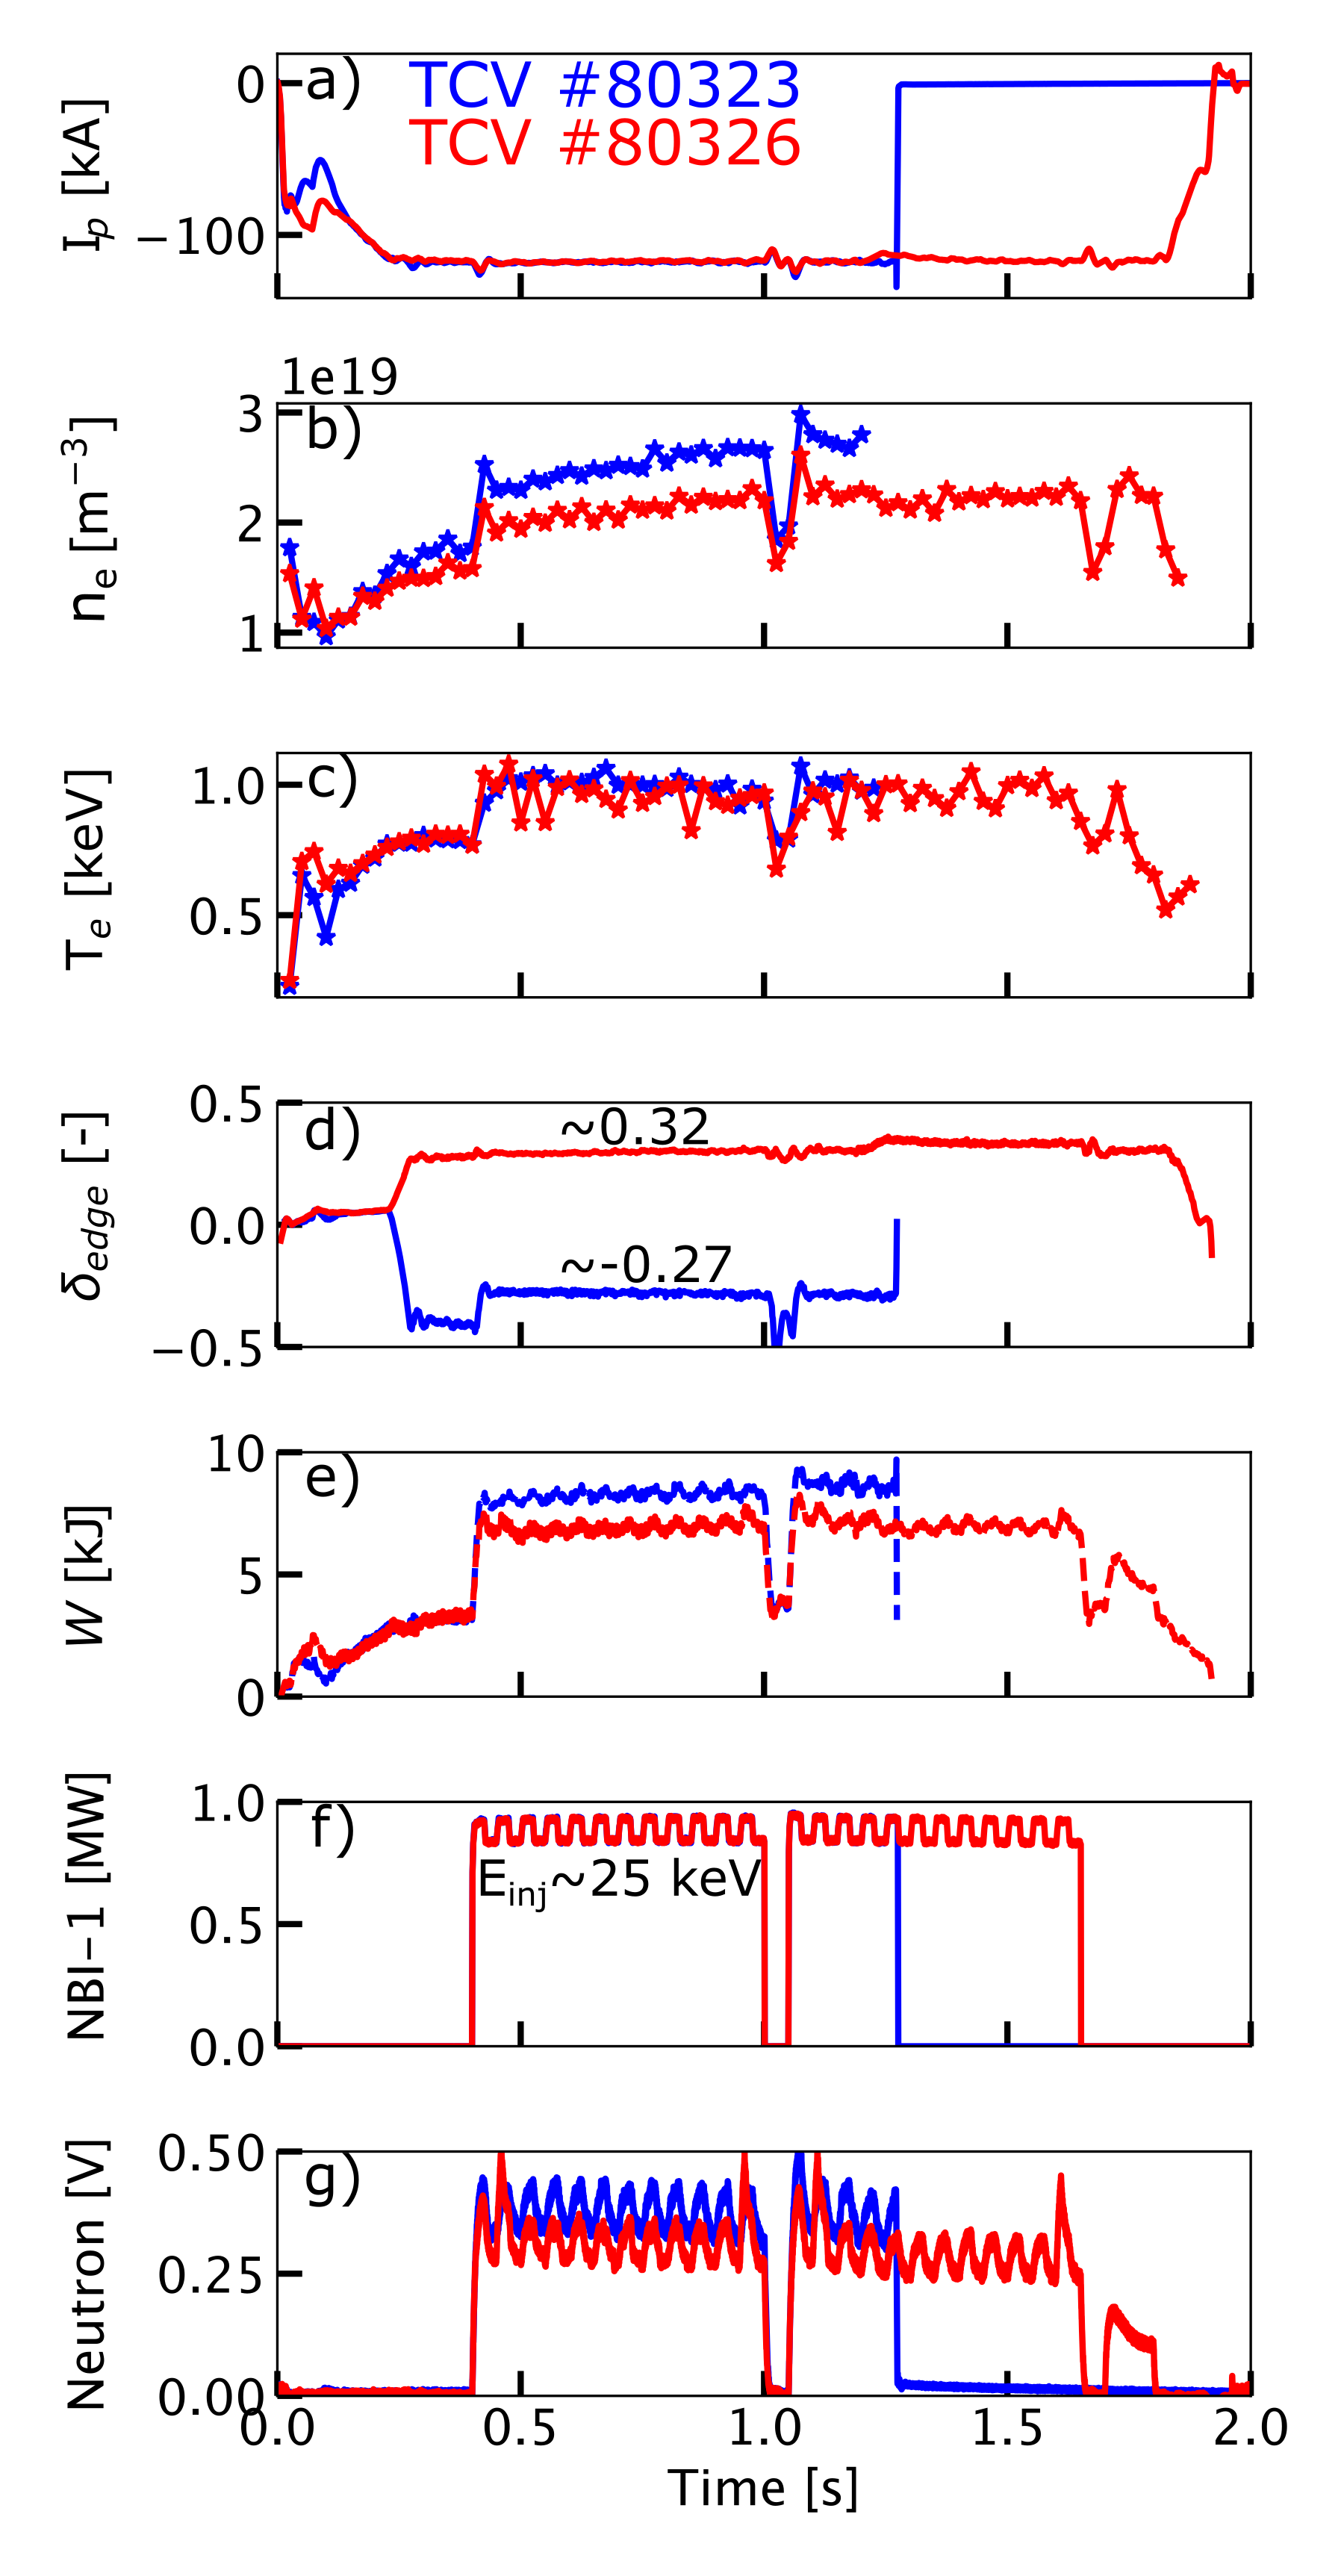 a)
TCV #80323
TCV #80326
0
−100
I_p [kA]
1e19
b)
3
2
1
n_e [m^−3]
c)
1.0
0.5
T_e [keV]
d)
~0.32
~-0.27
0.5
0.0
−0.5
δ_edge [-]
e)
10
5
0
W [kJ]
f)
E_inj~25 keV
1.0
0.5
0.0
NBI−1 [MW]
g)
0.50
0.25
0.00
Neutron [V]
0.0 0.5 1.0 1.5 2.0
Time [s]